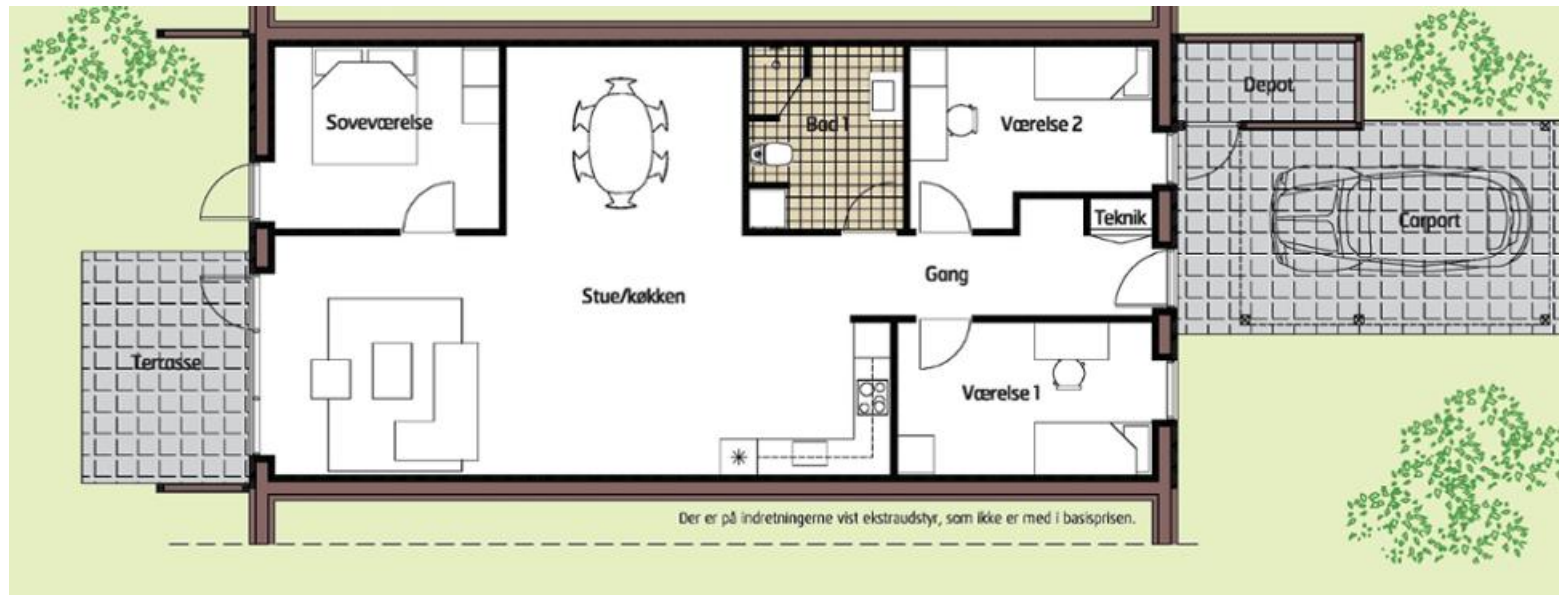 Depot
Soveværelse
Bad 1
Værelse 2
Teknik
Carport
Gang
Stue/køkken
Terrasse
Værelse 1
Der er på indretningerne vist ekstraudstyr, som ikke er med i basisprisen.